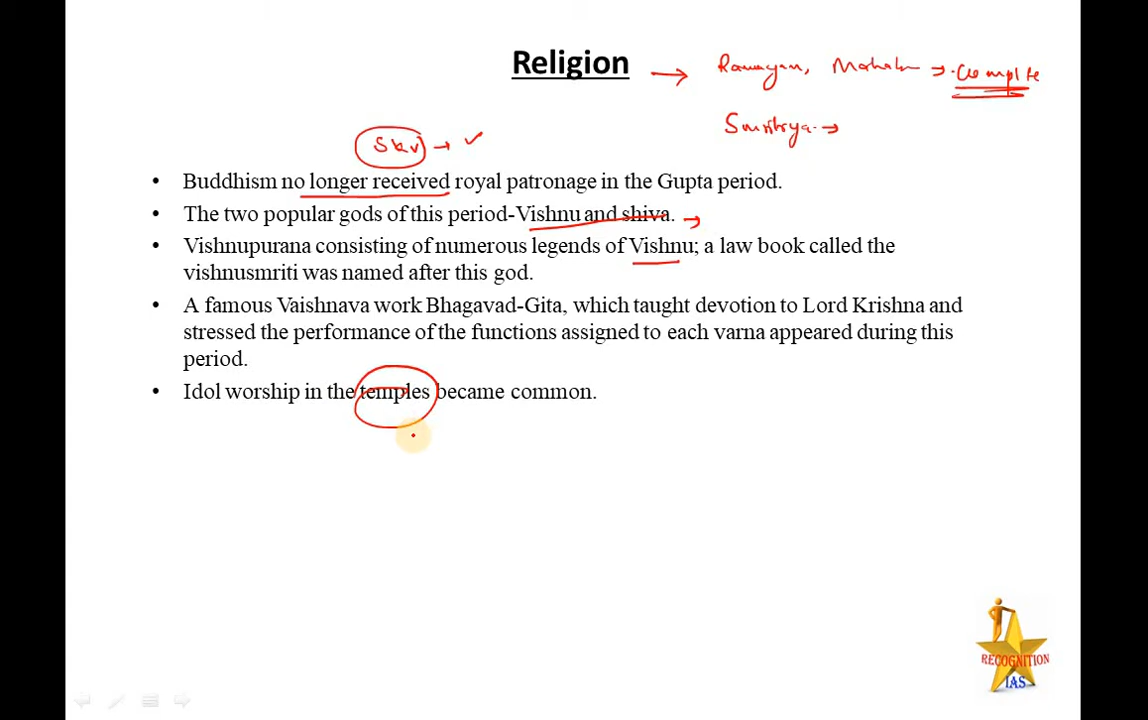 Religion
Ramayan, Mahabh → Complete
Smritiya →
Skv → ✓
• Buddhism no longer received royal patronage in the Gupta period.
• The two popular gods of this period-Vishnu and shiva. →
• Vishnupurana consisting of numerous legends of Vishnu; a law book called the
vishnusmriti was named after this god.
• A famous Vaishnava work Bhagavad-Gita, which taught devotion to Lord Krishna and
stressed the performance of the functions assigned to each varna appeared during this
period.
• Idol worship in the temples became common.
RECOGNITION
IAS